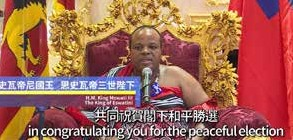 史瓦帝尼國王 恩史瓦帝三世陛下
H.M. King Mswati III
The King of Eswatini
共同祝賀閣下和平勝選
in congratulating you for the peaceful election